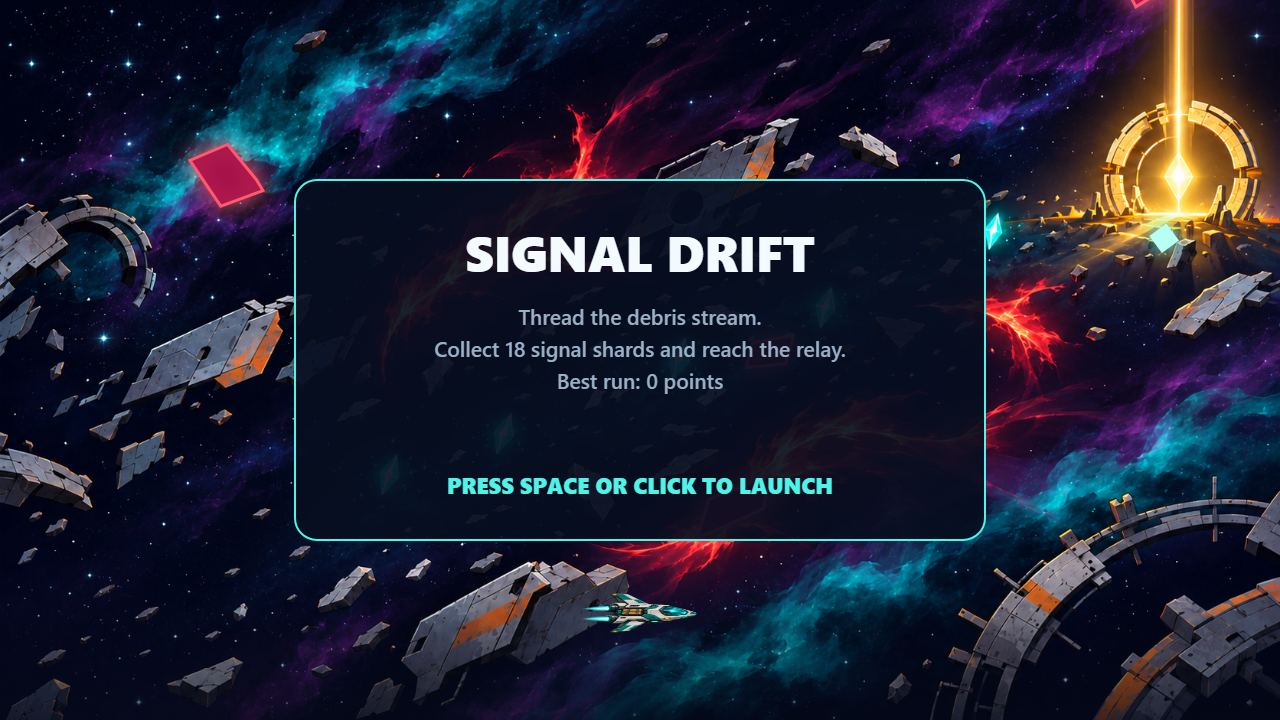 SIGNAL DRIFT
Thread the debris stream.
Collect 18 signal shards and reach the relay.
Best run: 0 points
PRESS SPACE OR CLICK TO LAUNCH